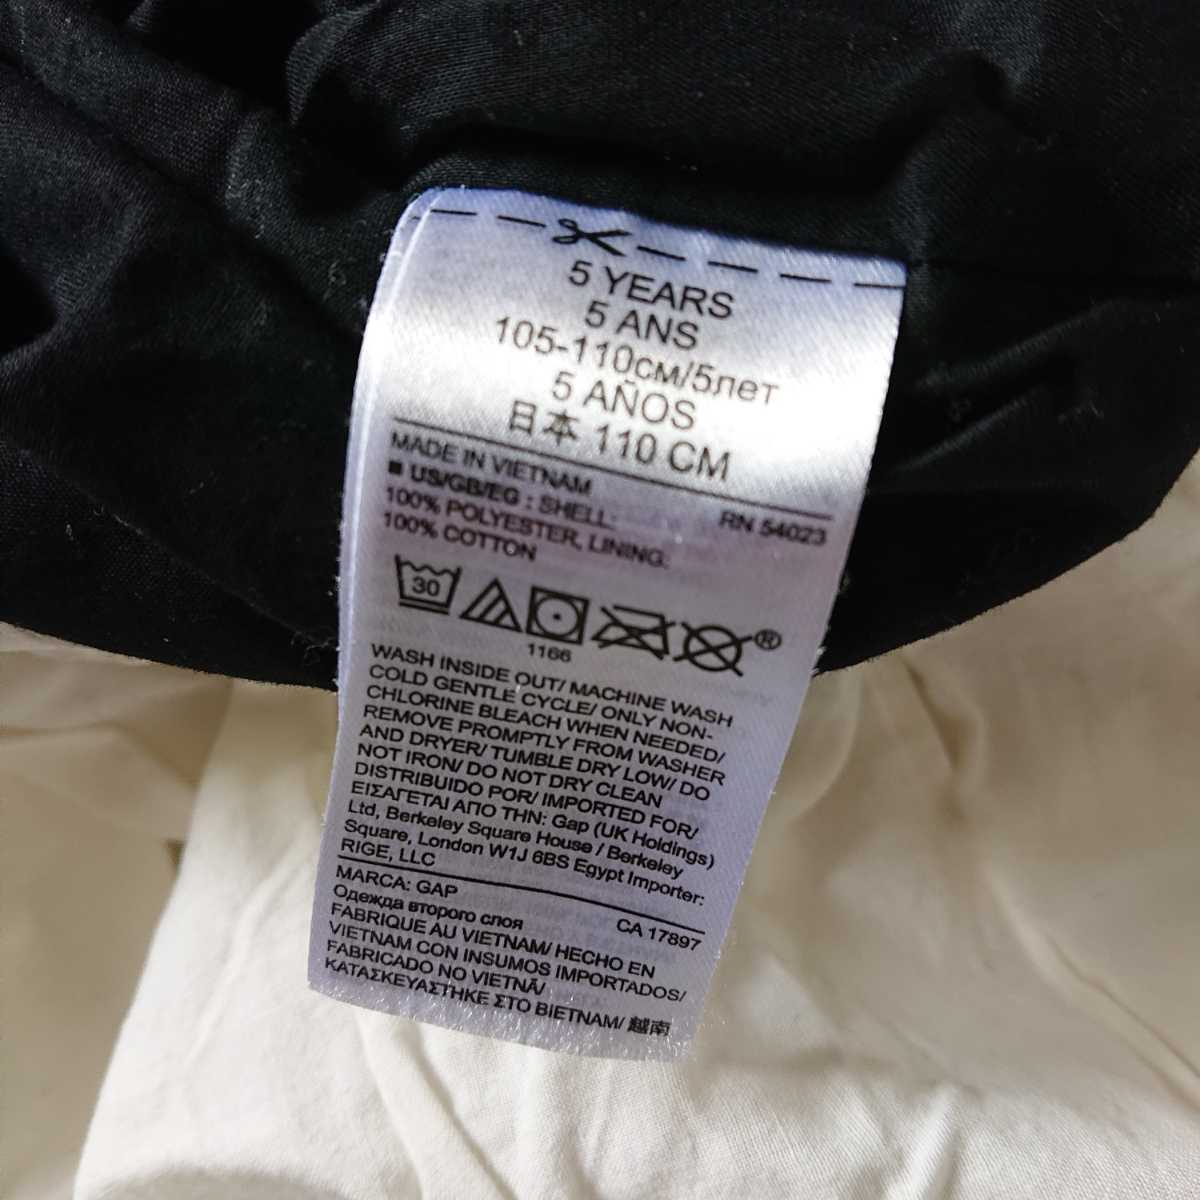 5 YEARS
5 ANS
105-110см/5лет
5 AÑOS
日本 110 CM
MADE IN VIETNAM
RN 54023
■ US/GB/EG : SHELL:
100% POLYESTER, LINING:
100% COTTON
30
®
1166
WASH INSIDE OUT/ MACHINE WASH
COLD GENTLE CYCLE/ ONLY NON-
CHLORINE BLEACH WHEN NEEDED/
REMOVE PROMPTLY FROM WASHER
AND DRYER/ TUMBLE DRY LOW/ DO
NOT IRON/ DO NOT DRY CLEAN
DISTRIBUIDO POR/ IMPORTED FOR/
ΕΙΣΑΓΕΤΑΙ ΑΠΟ ΤΗΝ: Gap (UK Holdings)
Ltd, Berkeley Square House / Berkeley
Square, London W1J 6BS Egypt Importer:
RIGE, LLC
MARCA: GAP
CA 17897
Одежда второго слоя
FABRIQUE AU VIETNAM/ HECHO EN
VIETNAM CON INSUMOS IMPORTADOS/
FABRICADO NO VIETNÃ/
ΚΑΤΑΣΚΕΥΑΣΤΗΚΕ ΣΤΟ ΒΙΕΤΝΑΜ/ 越南